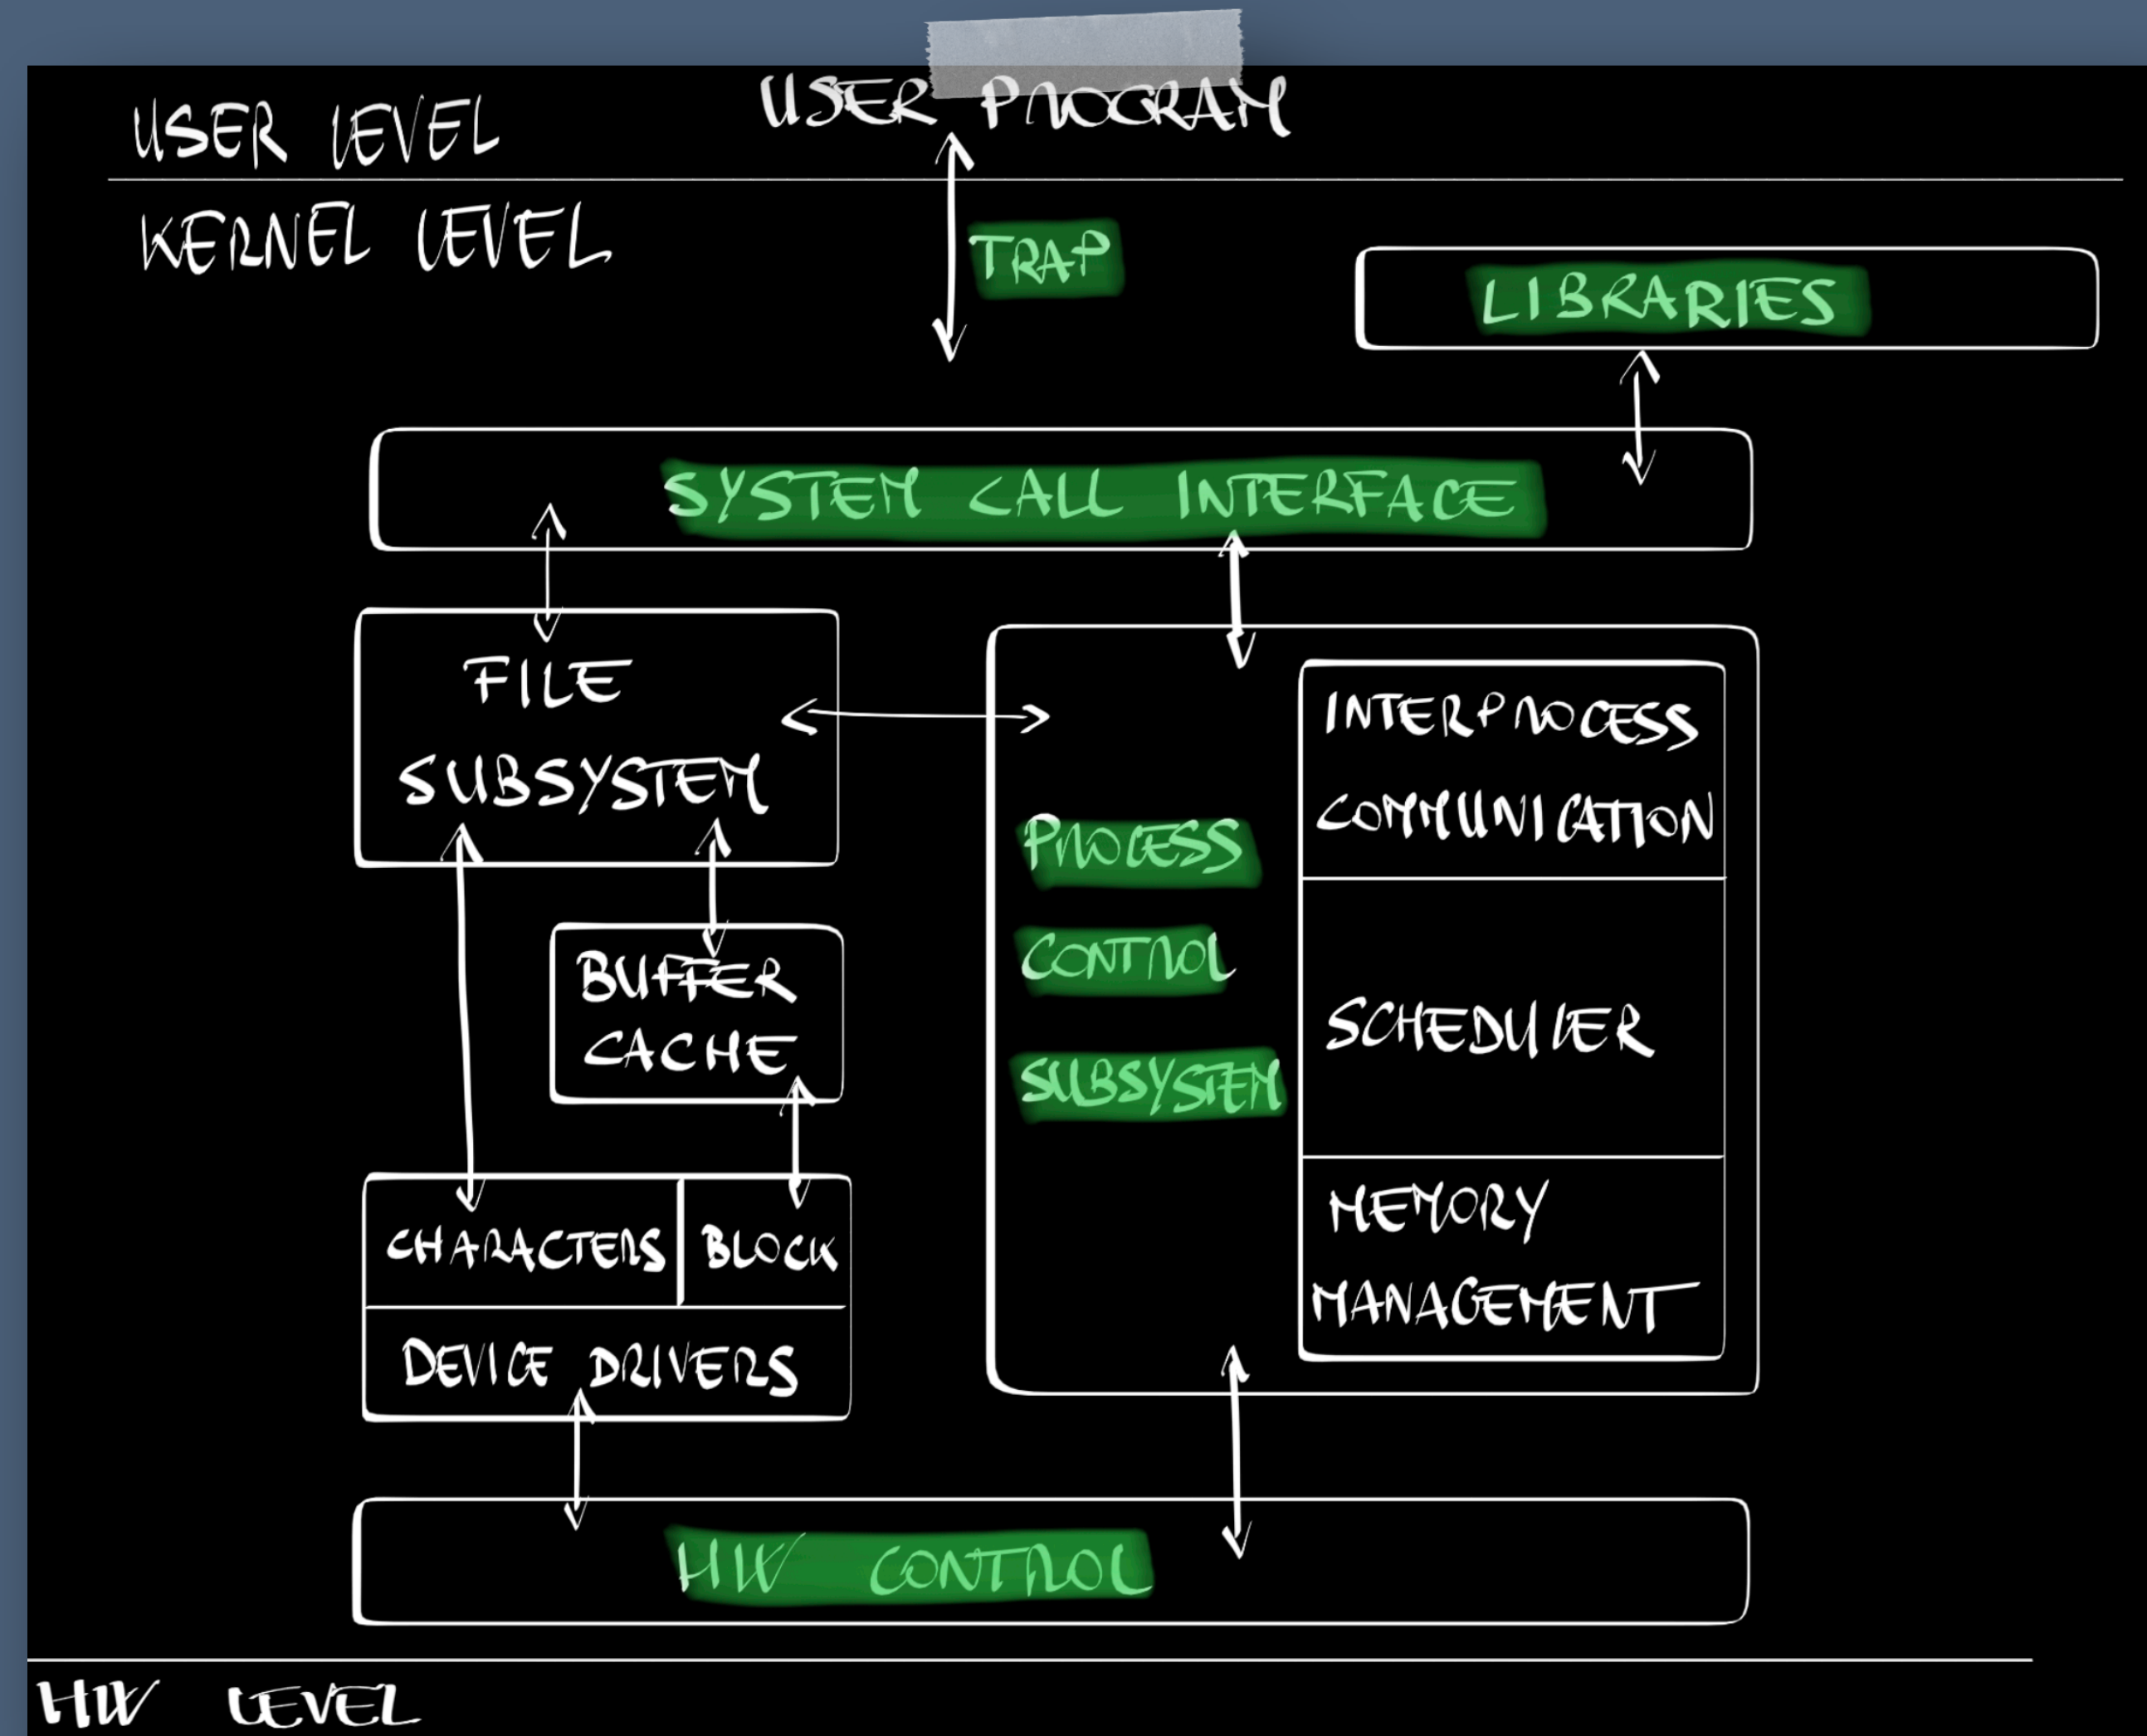 USER LEVEL
USER PROGRAM
KERNEL LEVEL
TRAP
LIBRARIES
SYSTEM CALL INTERFACE
FILE
SUBSYSTEM
BUFFER
CACHE
CHARACTERS
BLOCK
DEVICE DRIVERS
PROCESS
CONTROL
SUBSYSTEM
INTERPROCESS
COMMUNICATION
SCHEDULER
MEMORY
MANAGEMENT
HW CONTROL
HW LEVEL